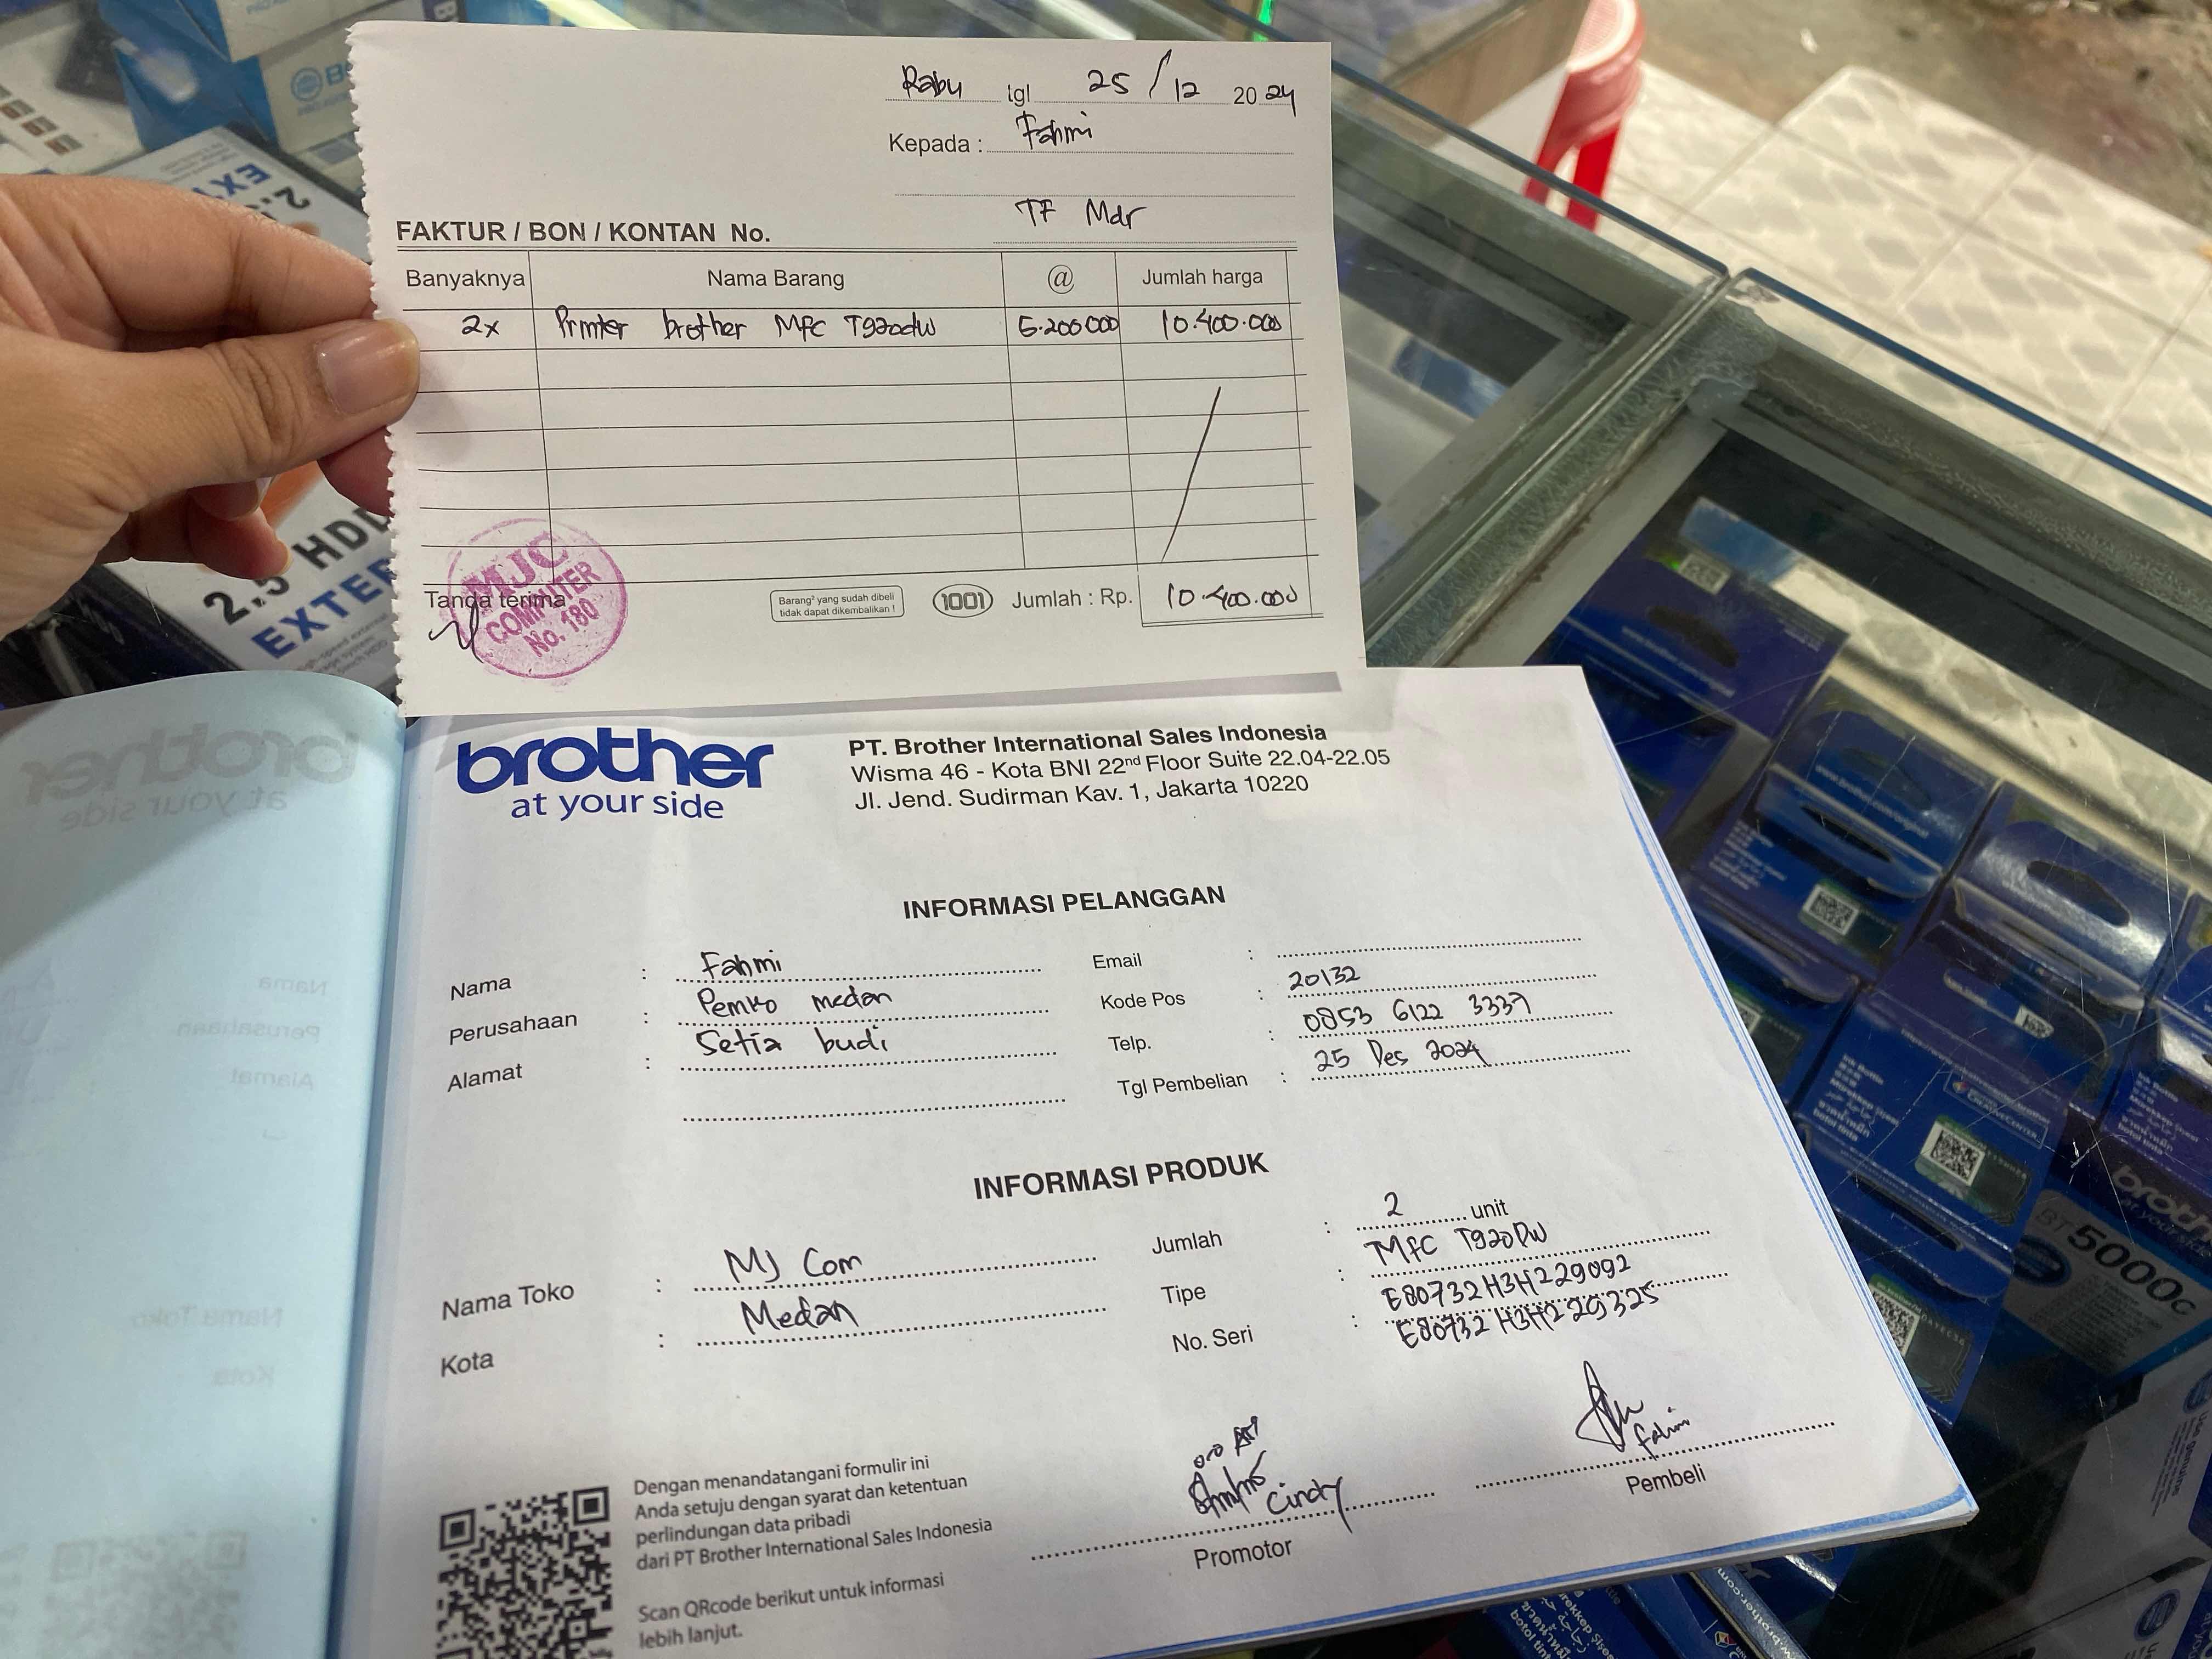 Rabu tgl 25 / 12 2024
Kepada : Fahmi
TF Mdr
FAKTUR / BON / KONTAN No.
Banyaknya Nama Barang @ Jumlah harga
2x Printer brother MFC T920dw 5.200.000 10.400.000
Tanda terima
MJC
COMPUTER
No. 180
Barang² yang sudah dibeli
tidak dapat dikembalikan !
1001 Jumlah : Rp. 10.400.000
2.5 HDD
EXTER
brother
at your side
PT. Brother International Sales Indonesia
Wisma 46 - Kota BNI 22nd Floor Suite 22.04-22.05
Jl. Jend. Sudirman Kav. 1, Jakarta 10220
INFORMASI PELANGGAN
Nama : Fahmi
Perusahaan : Pemko medan
Alamat : Setia budi
Email :
Kode Pos : 20132
Telp. : 0853 6122 3337
Tgl Pembelian : 25 Des 2024
INFORMASI PRODUK
Nama Toko : MJ Com
Kota : Medan
Jumlah : 2 unit
Tipe : MFC T920DW
No. Seri : E80732H3H229092
E80732H3H229325
Dengan menandatangani formulir ini
Anda setuju dengan syarat dan ketentuan
perlindungan data pribadi
dari PT Brother International Sales Indonesia
Scan QRcode berikut untuk informasi
lebih lanjut.
Cindy
Promotor
Fahmi
Pembeli
brother
BT5000C